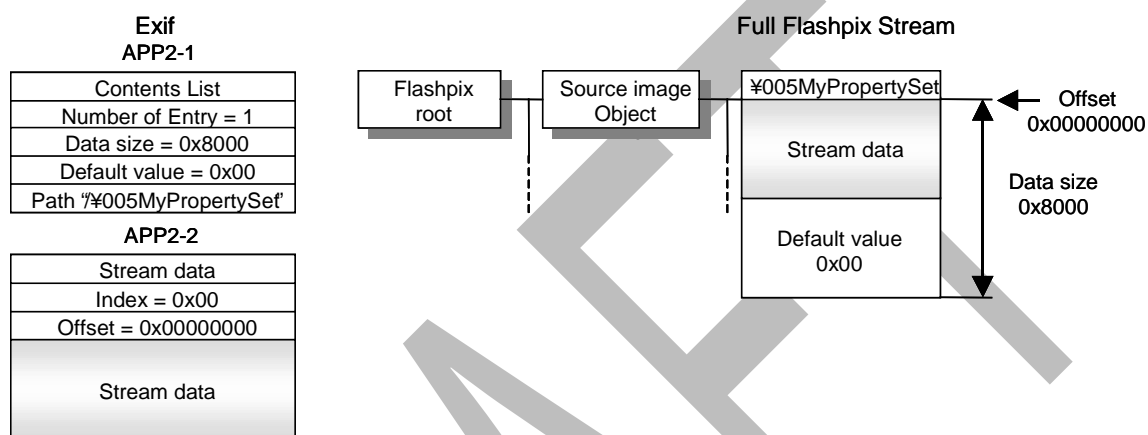 Exif
APP2-1
Contents List
Number of Entry = 1
Data size = 0x8000
Default value = 0x00
Path “/¥005MyPropertySet”
APP2-2
Stream data
Index = 0x00
Offset = 0x00000000
Stream data
Full Flashpix Stream
Flashpix
root
Source image
Object
¥005MyPropertySet
Stream data
Default value
0x00
Offset
0x00000000
Data size
0x8000